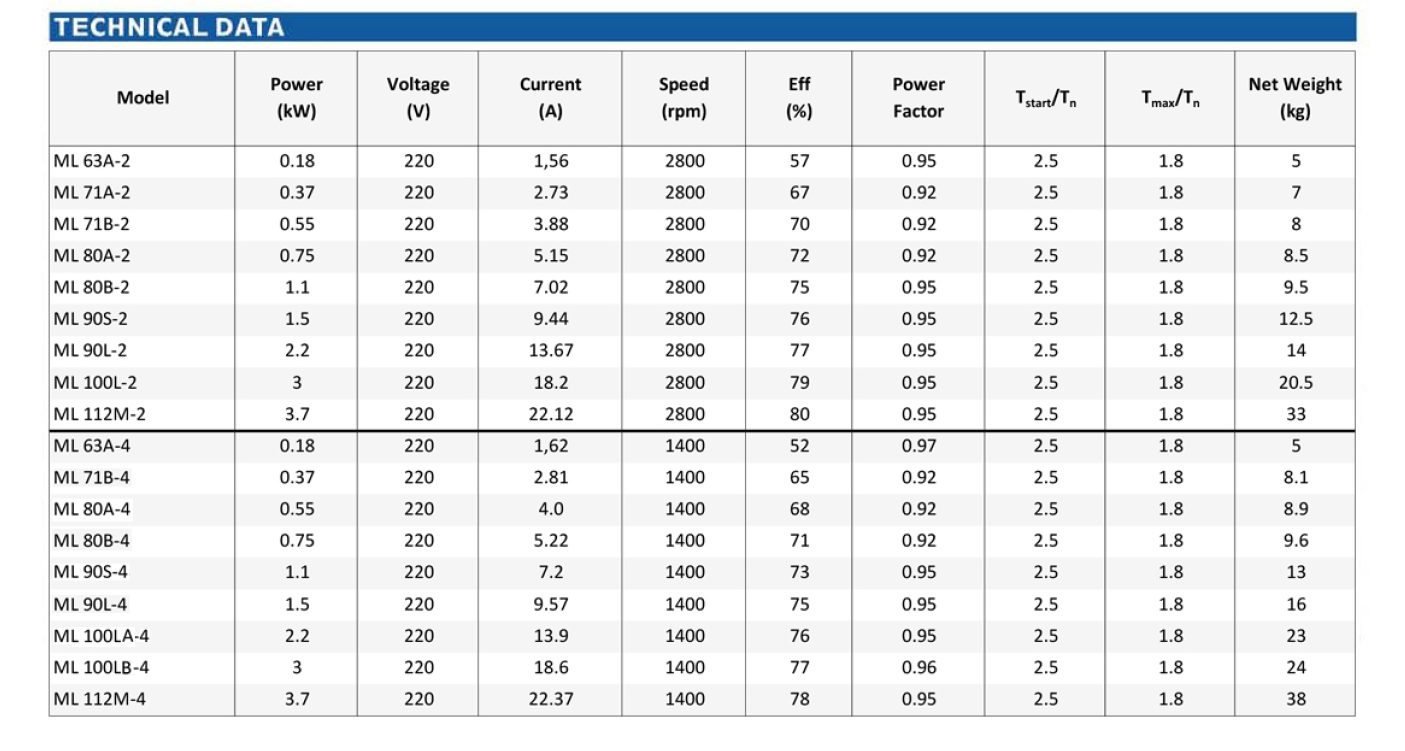 TECHNICAL DATA
Model Power (kW) Voltage (V) Current (A) Speed (rpm) Eff (%) Power Factor Tstart/Tn Tmax/Tn Net Weight (kg)
ML 63A-2 0.18 220 1,56 2800 57 0.95 2.5 1.8 5
ML 71A-2 0.37 220 2.73 2800 67 0.92 2.5 1.8 7
ML 71B-2 0.55 220 3.88 2800 70 0.92 2.5 1.8 8
ML 80A-2 0.75 220 5.15 2800 72 0.92 2.5 1.8 8.5
ML 80B-2 1.1 220 7.02 2800 75 0.95 2.5 1.8 9.5
ML 90S-2 1.5 220 9.44 2800 76 0.95 2.5 1.8 12.5
ML 90L-2 2.2 220 13.67 2800 77 0.95 2.5 1.8 14
ML 100L-2 3 220 18.2 2800 79 0.95 2.5 1.8 20.5
ML 112M-2 3.7 220 22.12 2800 80 0.95 2.5 1.8 33
ML 63A-4 0.18 220 1,62 1400 52 0.97 2.5 1.8 5
ML 71B-4 0.37 220 2.81 1400 65 0.92 2.5 1.8 8.1
ML 80A-4 0.55 220 4.0 1400 68 0.92 2.5 1.8 8.9
ML 80B-4 0.75 220 5.22 1400 71 0.92 2.5 1.8 9.6
ML 90S-4 1.1 220 7.2 1400 73 0.95 2.5 1.8 13
ML 90L-4 1.5 220 9.57 1400 75 0.95 2.5 1.8 16
ML 100LA-4 2.2 220 13.9 1400 76 0.95 2.5 1.8 23
ML 100LB-4 3 220 18.6 1400 77 0.96 2.5 1.8 24
ML 112M-4 3.7 220 22.37 1400 78 0.95 2.5 1.8 38